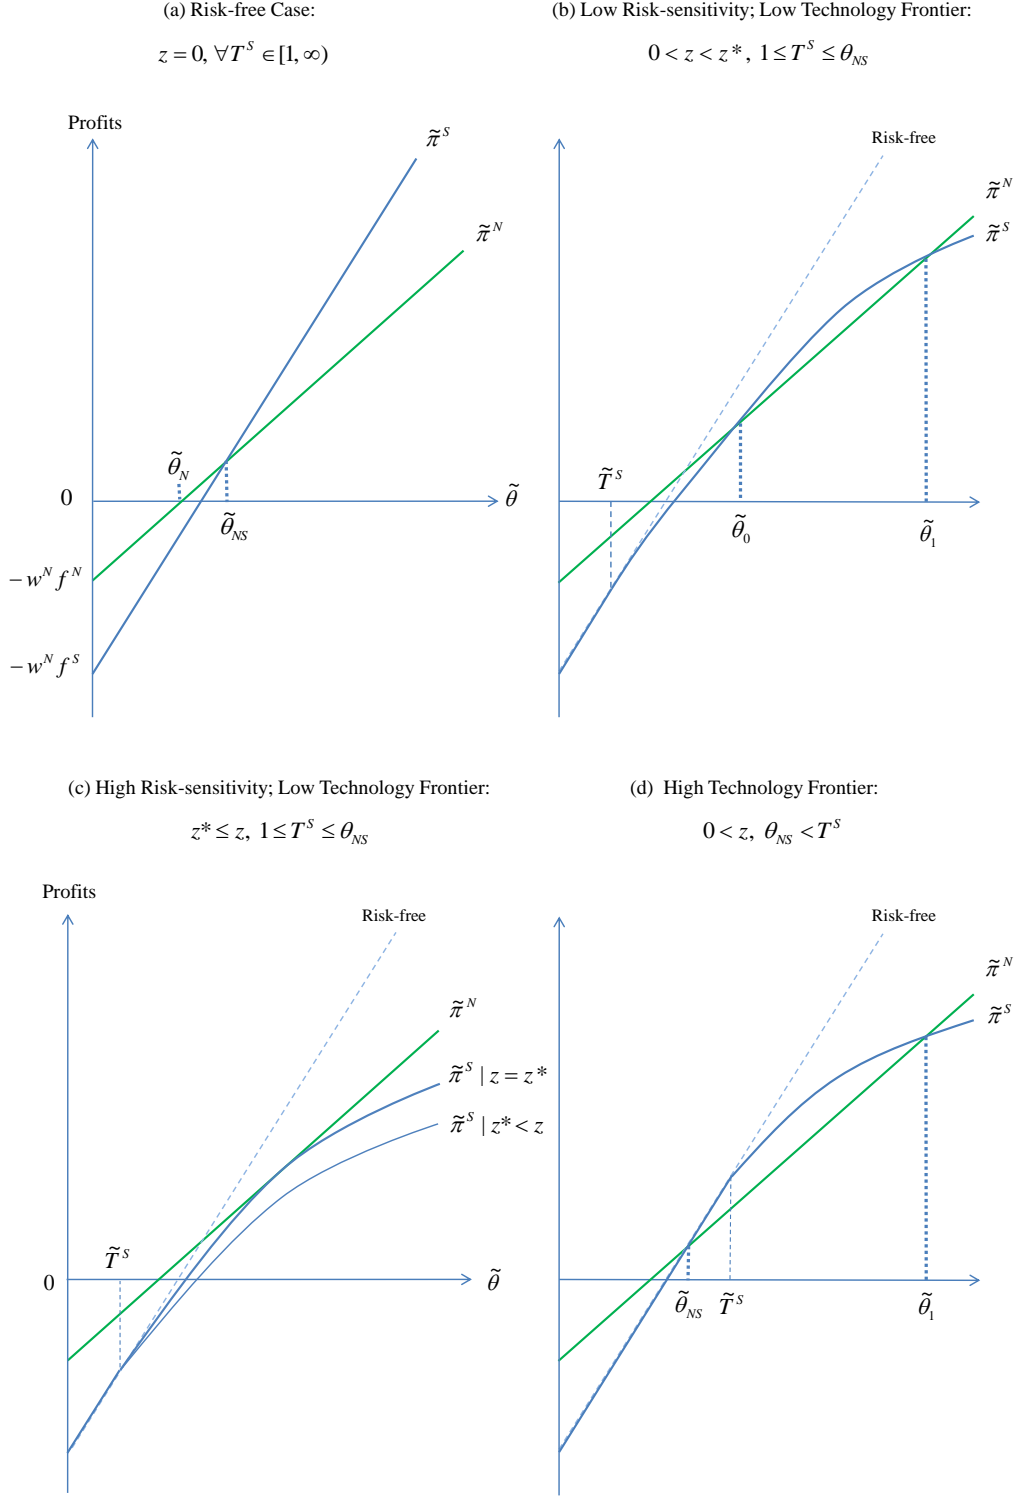 (a) Risk-free Case:
z = 0, ∀T^S ∈ [1, ∞)
Profits
π̃^S
π̃^N
θ̃_N
0
θ̃
θ̃_NS
− w^N f^N
− w^N f^S
(b) Low Risk-sensitivity; Low Technology Frontier:
0 < z < z*, 1 ≤ T^S ≤ θ_NS
Risk-free
π̃^N
π̃^S
T̃^S
θ̃_0
θ̃_1
(c) High Risk-sensitivity; Low Technology Frontier:
z* ≤ z, 1 ≤ T^S ≤ θ_NS
Profits
Risk-free
π̃^N
π̃^S | z = z*
π̃^S | z* < z
T̃^S
0
θ̃
(d) High Technology Frontier:
0 < z, θ_NS < T^S
Risk-free
π̃^N
π̃^S
θ̃_NS
T̃^S
θ̃_1